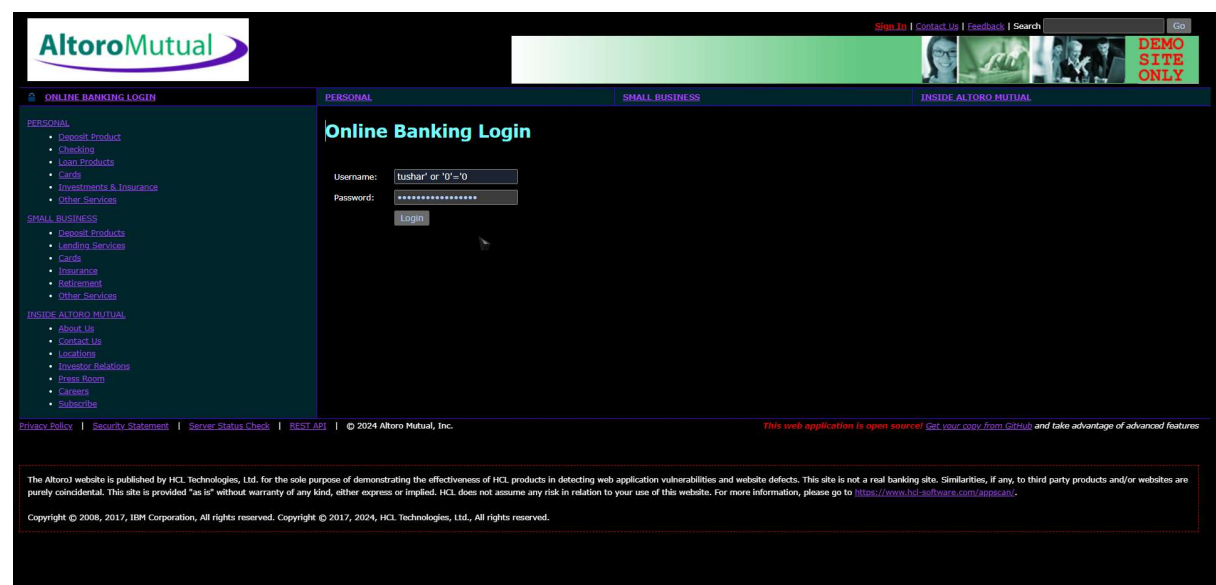 AltoroMutual
Sign In | Contact Us | Feedback | Search Go
DEMO
SITE
ONLY
ONLINE BANKING LOGIN PERSONAL SMALL BUSINESS INSIDE ALTORO MUTUAL
PERSONAL
Deposit Product
Checking
Loan Products
Cards
Investments & Insurance
Other Services
SMALL BUSINESS
Deposit Products
Lending Services
Cards
Insurance
Retirement
Other Services
INSIDE ALTORO MUTUAL
About Us
Contact Us
Locations
Investor Relations
Press Room
Careers
Subscribe
Online Banking Login
Username: tushar' or '0'='0
Password: •••••••••••••••••
Login
Privacy Policy | Security Statement | Server Status Check | REST API | © 2024 Altoro Mutual, Inc. This web application is open source! Get your copy from GitHub and take advantage of advanced features
The AltoroJ website is published by HCL Technologies, Ltd. for the sole purpose of demonstrating the effectiveness of HCL products in detecting web application vulnerabilities and website defects. This site is not a real banking site. Similarities, if any, to third party products and/or websites are
purely coincidental. This site is provided "as is" without warranty of any kind, either express or implied. HCL does not assume any risk in relation to your use of this website. For more information, please go to https://www.hcl-software.com/appscan/.
Copyright © 2008, 2017, IBM Corporation, All rights reserved. Copyright © 2017, 2024, HCL Technologies, Ltd., All rights reserved.